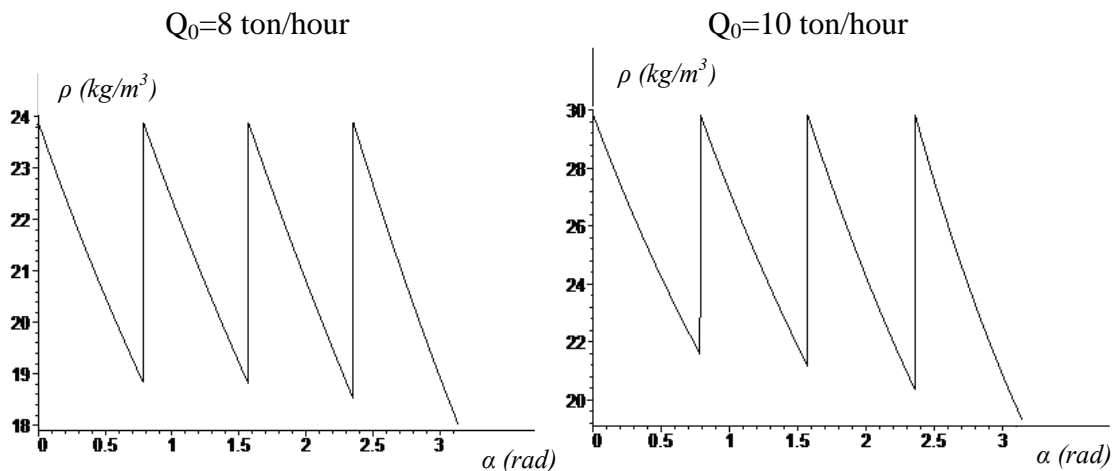 Q₀=8 ton/hour
ρ (kg/m³)
24
23
22
21
20
19
18
0 0.5 1 1.5 2 2.5 3
α (rad)
Q₀=10 ton/hour
ρ (kg/m³)
30
28
26
24
22
20
0 0.5 1 1.5 2 2.5 3
α (rad)